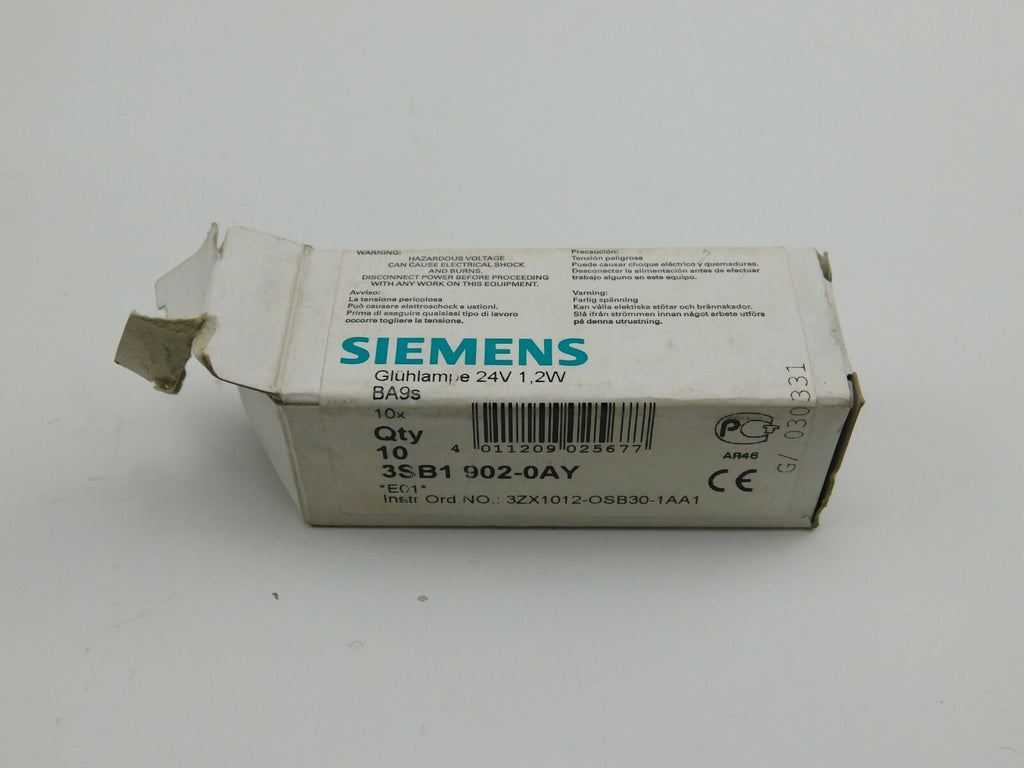 WARNING:
HAZARDOUS VOLTAGE
CAN CAUSE ELECTRICAL SHOCK
AND BURNS.
DISCONNECT POWER BEFORE PROCEEDING
WITH ANY WORK ON THIS EQUIPMENT.
Precaución:
Tensión peligrosa
Puede causar choque eléctrico y quemaduras.
Desconectar la alimentación antes de efectuar
trabajo alguno en este equipo.
Avviso:
La tensione pericolosa
Può causare elettroschock e ustioni.
Prima di eseguire qualsiasi tipo di lavoro
occorre togliere la tensione.
Varning:
Farlig spänning
Kan vålla elektiska stötar och brännskador.
Slå ifrån strömmen innan något arbete utförs
på denna utrustning.
SIEMENS
Glühlampe 24V 1,2W
BA9s
10x
Qty
10
4 011209 025677
3SB1 902-0AY
*E01*
Instr Ord NO.: 3ZX1012-OSB30-1AA1
PC
AR46
CE
G/ 030331